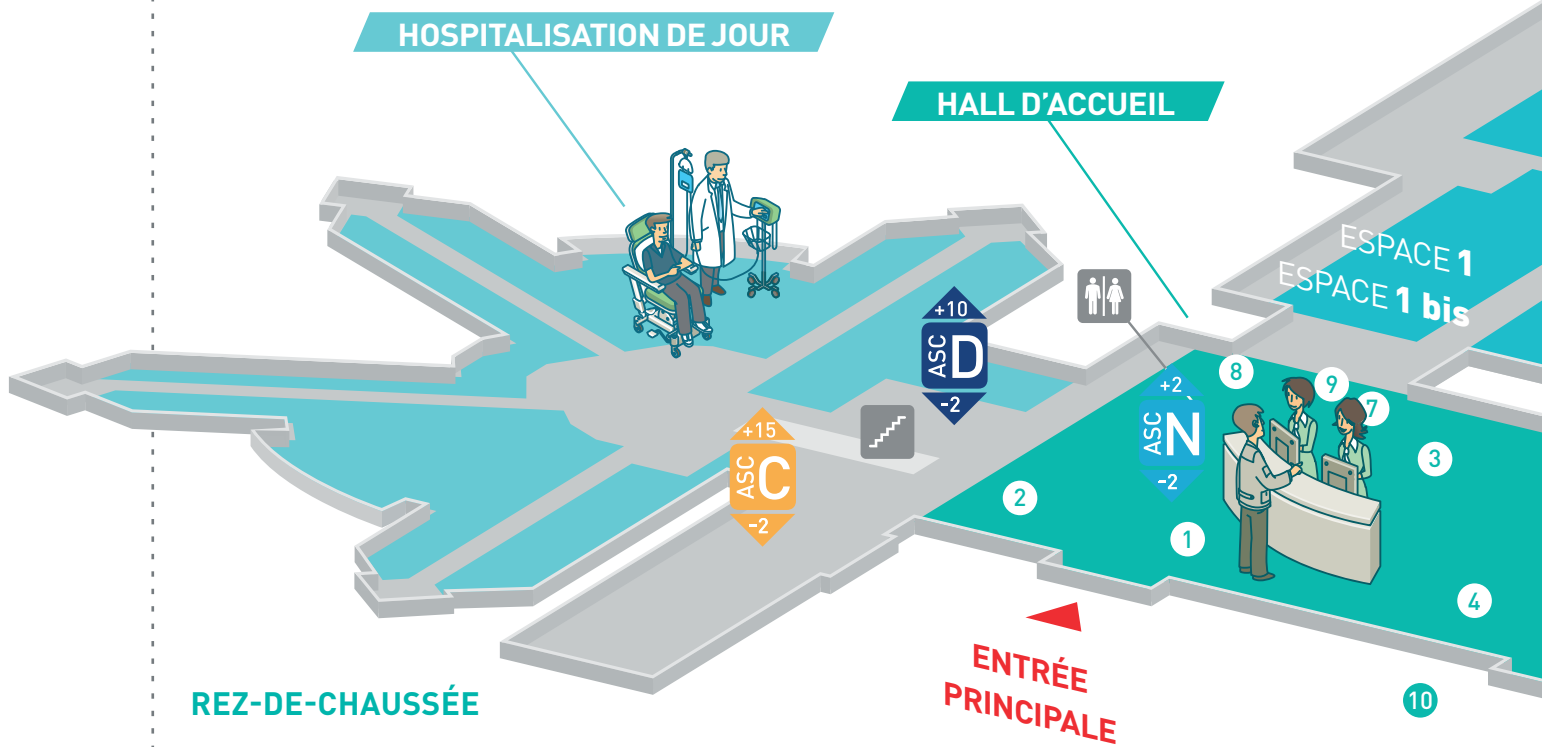 HOSPITALISATION DE JOUR
HALL D'ACCUEIL
ESPACE 1
ESPACE 1 bis
+10
ASC D
-2
+2
ASC N
-2
+15
ASC C
-2
8
9
7
3
2
1
4
10
ENTRÉE
PRINCIPALE
REZ-DE-CHAUSSÉE